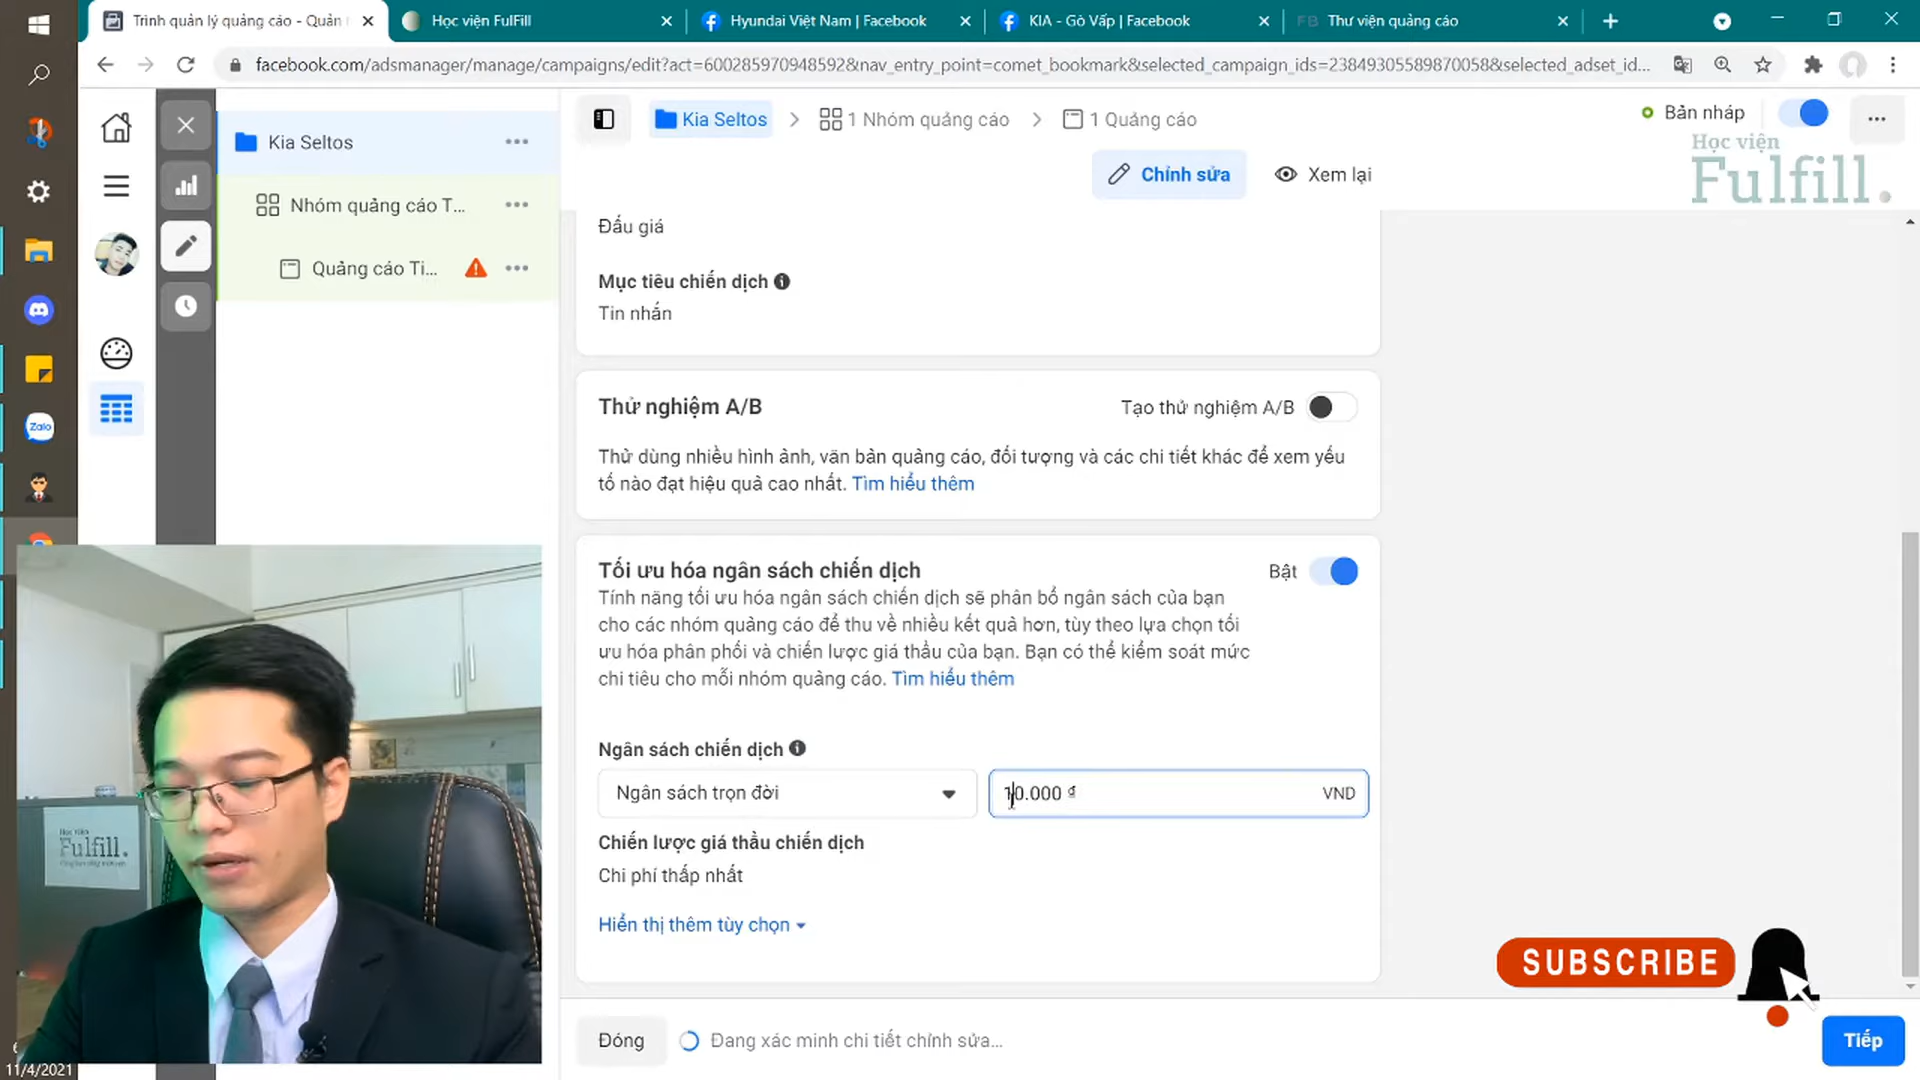 Trình quản lý quảng cáo - Quản
Học viện FulFill
Hyundai Việt Nam | Facebook
KIA - Gò Vấp | Facebook
FB Thư viện quảng cáo
facebook.com/adsmanager/manage/campaigns/edit?act=600285970948592&nav_entry_point=comet_bookmark&selected_campaign_ids=23849305589870058&selected_adset_id...
Kia Seltos
Nhóm quảng cáo T...
Quảng cáo Ti...
Kia Seltos
1 Nhóm quảng cáo
1 Quảng cáo
Bản nháp
Chỉnh sửa
Xem lại
Học viện
Fulfill.
Đấu giá
Mục tiêu chiến dịch
Tin nhắn
Thử nghiệm A/B
Tạo thử nghiệm A/B
Thử dùng nhiều hình ảnh, văn bản quảng cáo, đối tượng và các chi tiết khác để xem yếu
tố nào đạt hiệu quả cao nhất. Tìm hiểu thêm
Tối ưu hóa ngân sách chiến dịch
Bật
Tính năng tối ưu hóa ngân sách chiến dịch sẽ phân bổ ngân sách của bạn
cho các nhóm quảng cáo để thu về nhiều kết quả hơn, tùy theo lựa chọn tối
ưu hóa phân phối và chiến lược giá thầu của bạn. Bạn có thể kiểm soát mức
chi tiêu cho mỗi nhóm quảng cáo. Tìm hiểu thêm
Ngân sách chiến dịch
Ngân sách trọn đời
10.000 ₫
VND
Chiến lược giá thầu chiến dịch
Chi phí thấp nhất
Hiển thị thêm tùy chọn
SUBSCRIBE
Đóng
Đang xác minh chi tiết chỉnh sửa...
Tiếp
Zalo
Học viện
Fulfill.
11/4/2021